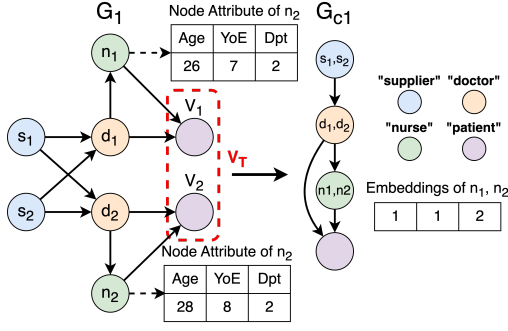 G1
Node Attribute of n2
Age YoE Dpt
26 7 2
n1
V1
s1
d1
VT
V2
s2
d2
Node Attribute of n2
Age YoE Dpt
28 8 2
n2
Gc1
s1,s2
d1,d2
n1,n2
"supplier" "doctor"
"nurse" "patient"
Embeddings of n1, n2
1 1 2